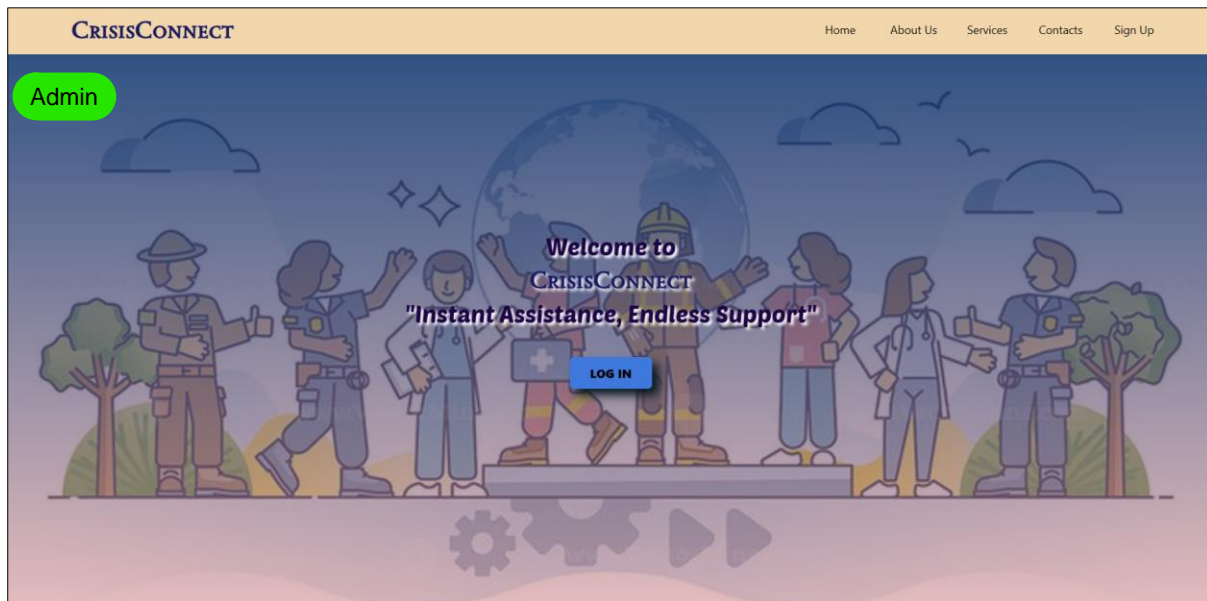 CRISISCONNECT
Home About Us Services Contacts Sign Up
Admin
Welcome to
CRISISCONNECT
"Instant Assistance, Endless Support"
LOG IN